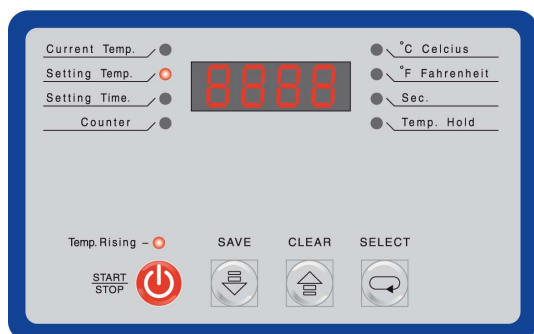 Current Temp.
Setting Temp.
Setting Time.
Counter
8888
°C Celcius
°F Fahrenheit
Sec.
Temp. Hold
Temp. Rising
START
STOP
SAVE
CLEAR
SELECT